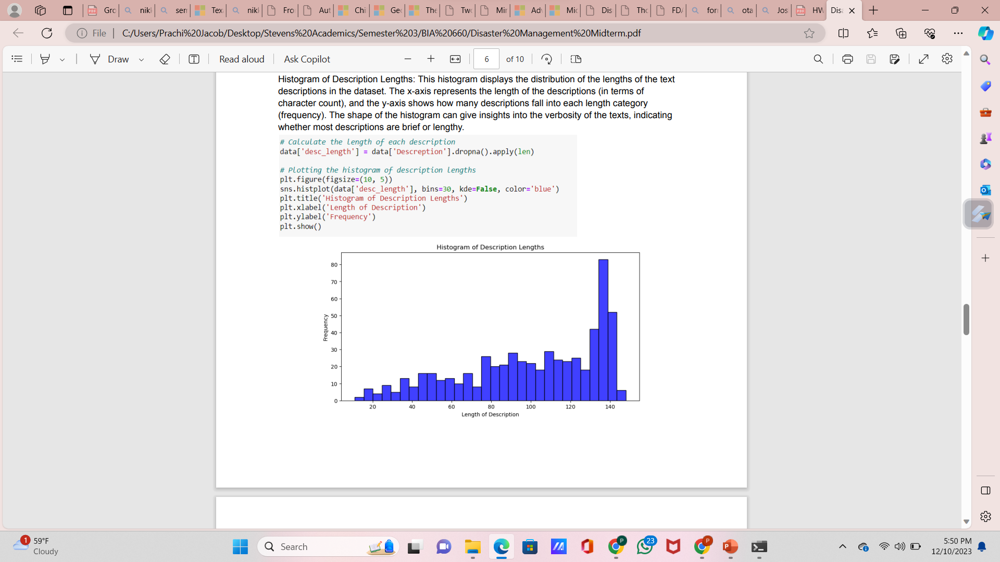 Gro
nik
sen
Tex
nikl
Fro
Aut
Chi
Ge
The
Two
Mir
Adv
Mic
Dis
Tho
FD
for
ota
Jos
HW
Disa
File
C:/Users/Prachi%20Jacob/Desktop/Stevens%20Academics/Semester%203/BIA%20660/Disaster%20Management%20Midterm.pdf
Draw
Read aloud
Ask Copilot
6 of 10
Histogram of Description Lengths: This histogram displays the distribution of the lengths of the text
descriptions in the dataset. The x-axis represents the length of the descriptions (in terms of
character count), and the y-axis shows how many descriptions fall into each length category
(frequency). The shape of the histogram can give insights into the verbosity of the texts, indicating
whether most descriptions are brief or lengthy.
# Calculate the length of each description
data['desc_length'] = data['Descreption'].dropna().apply(len)
# Plotting the histogram of description lengths
plt.figure(figsize=(10, 5))
sns.histplot(data['desc_length'], bins=30, kde=False, color='blue')
plt.title('Histogram of Description Lengths')
plt.xlabel('Length of Description')
plt.ylabel('Frequency')
plt.show()
Histogram of Description Lengths
80
70
60
50
40
30
20
10
0
Frequency
20 40 60 80 100 120 140
Length of Description
1
59°F
Cloudy
Search
P
23
P
P
5:50 PM
12/10/2023